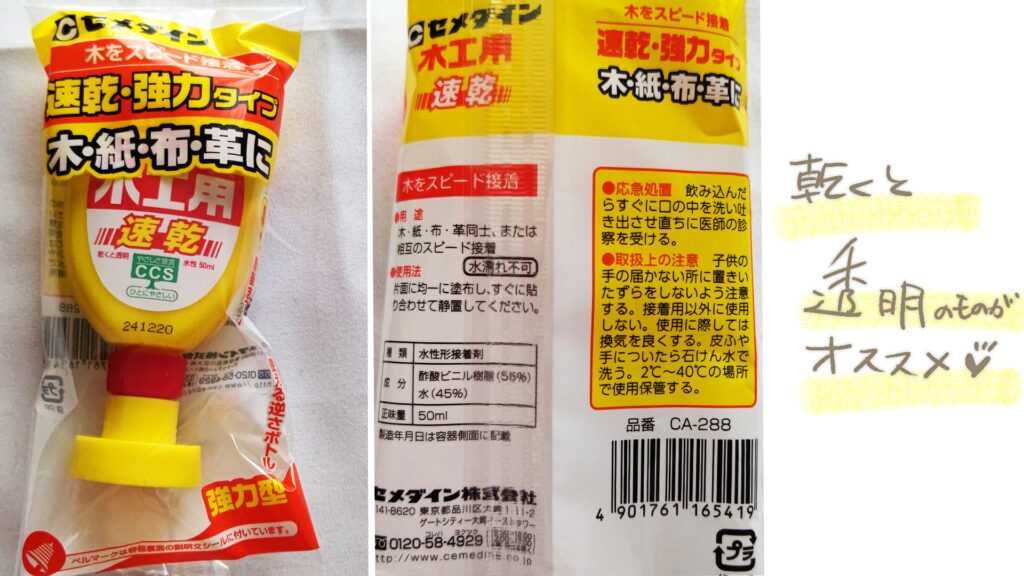 セメダイン
木をスピード接着
速乾・強力タイプ
木・紙・布・革に
木工用
速乾
乾くと透明
水性 50ml
やさしさ宣言
CCS
ひとにやさしい
241220
強力型
ベルマークは容器裏面の説明文シールに付いています。
セメダイン
木工用
速乾
木をスピード接着
●用途
木・紙・布・革同士、または
相互のスピード接着
●使用法 水濡れ不可
片面に均一に塗布し、すぐに貼
り合わせて静置してください。
種類 水性形接着剤
成分 酢酸ビニル樹脂(55%)
水(45%)
正味量 50ml
製造年月日は容器側面に記載
セメダイン株式会社
141-8620 東京都品川区大崎
ゲートシティー大崎イーストタワー
0120-58-4929
http://www.cemedine.co.jp
木をスピード接着
速乾・強力タイプ
木・紙・布・革に
●応急処置 飲み込んだ
らすぐに口の中を洗い吐
き出させ直ちに医師の診
察を受ける。
●取扱上の注意 子供の
手の届かない所に置きい
たずらをしないよう注意
する。接着用以外に使用
しない。使用に際しては
換気を良くする。皮ふや
手についたら石けん水で
洗う。2℃〜40℃の場所
で使用保管する。
品番 CA-288
4 901761 165419
プラ
乾くと
透明のものが
オススメ♡